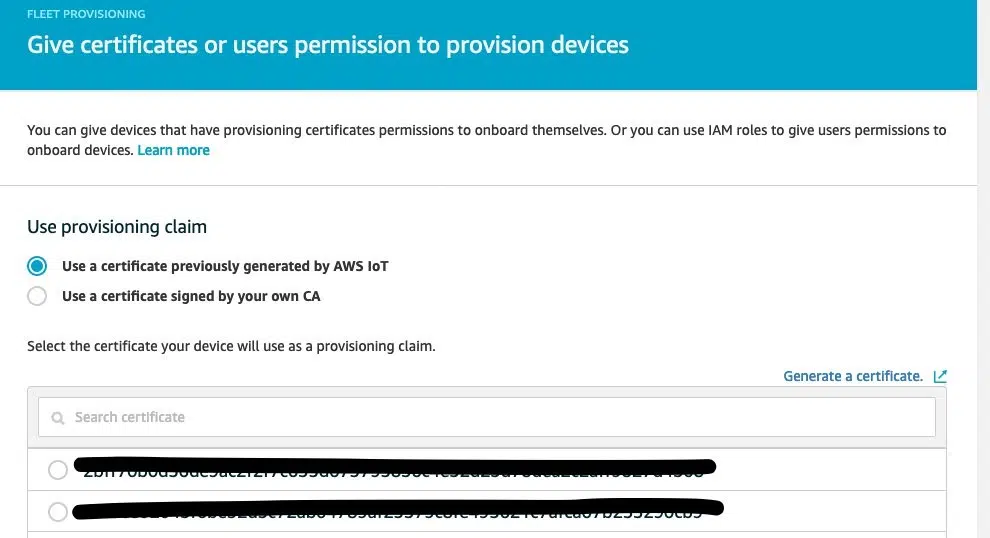 FLEET PROVISIONING
Give certificates or users permission to provision devices
You can give devices that have provisioning certificates permissions to onboard themselves. Or you can use IAM roles to give users permissions to
onboard devices. Learn more
Use provisioning claim
Use a certificate previously generated by AWS IoT
Use a certificate signed by your own CA
Select the certificate your device will use as a provisioning claim.
Generate a certificate.
Search certificate